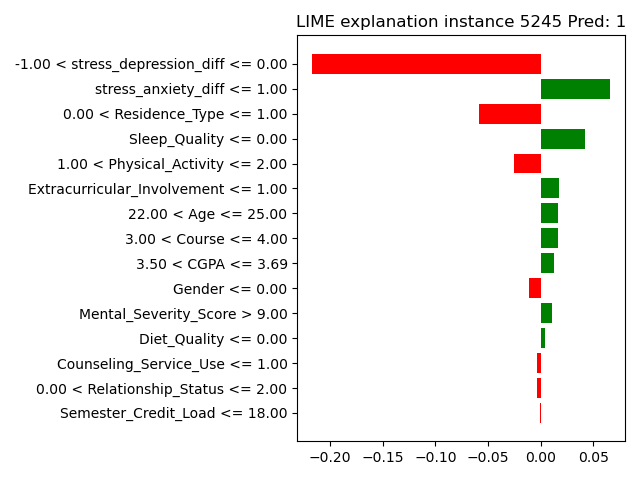 LIME explanation instance 5245 Pred: 1
-1.00 < stress_depression_diff <= 0.00
stress_anxiety_diff <= 1.00
0.00 < Residence_Type <= 1.00
Sleep_Quality <= 0.00
1.00 < Physical_Activity <= 2.00
Extracurricular_Involvement <= 1.00
22.00 < Age <= 25.00
3.00 < Course <= 4.00
3.50 < CGPA <= 3.69
Gender <= 0.00
Mental_Severity_Score > 9.00
Diet_Quality <= 0.00
Counseling_Service_Use <= 1.00
0.00 < Relationship_Status <= 2.00
Semester_Credit_Load <= 18.00
−0.20 −0.15 −0.10 −0.05 0.00 0.05